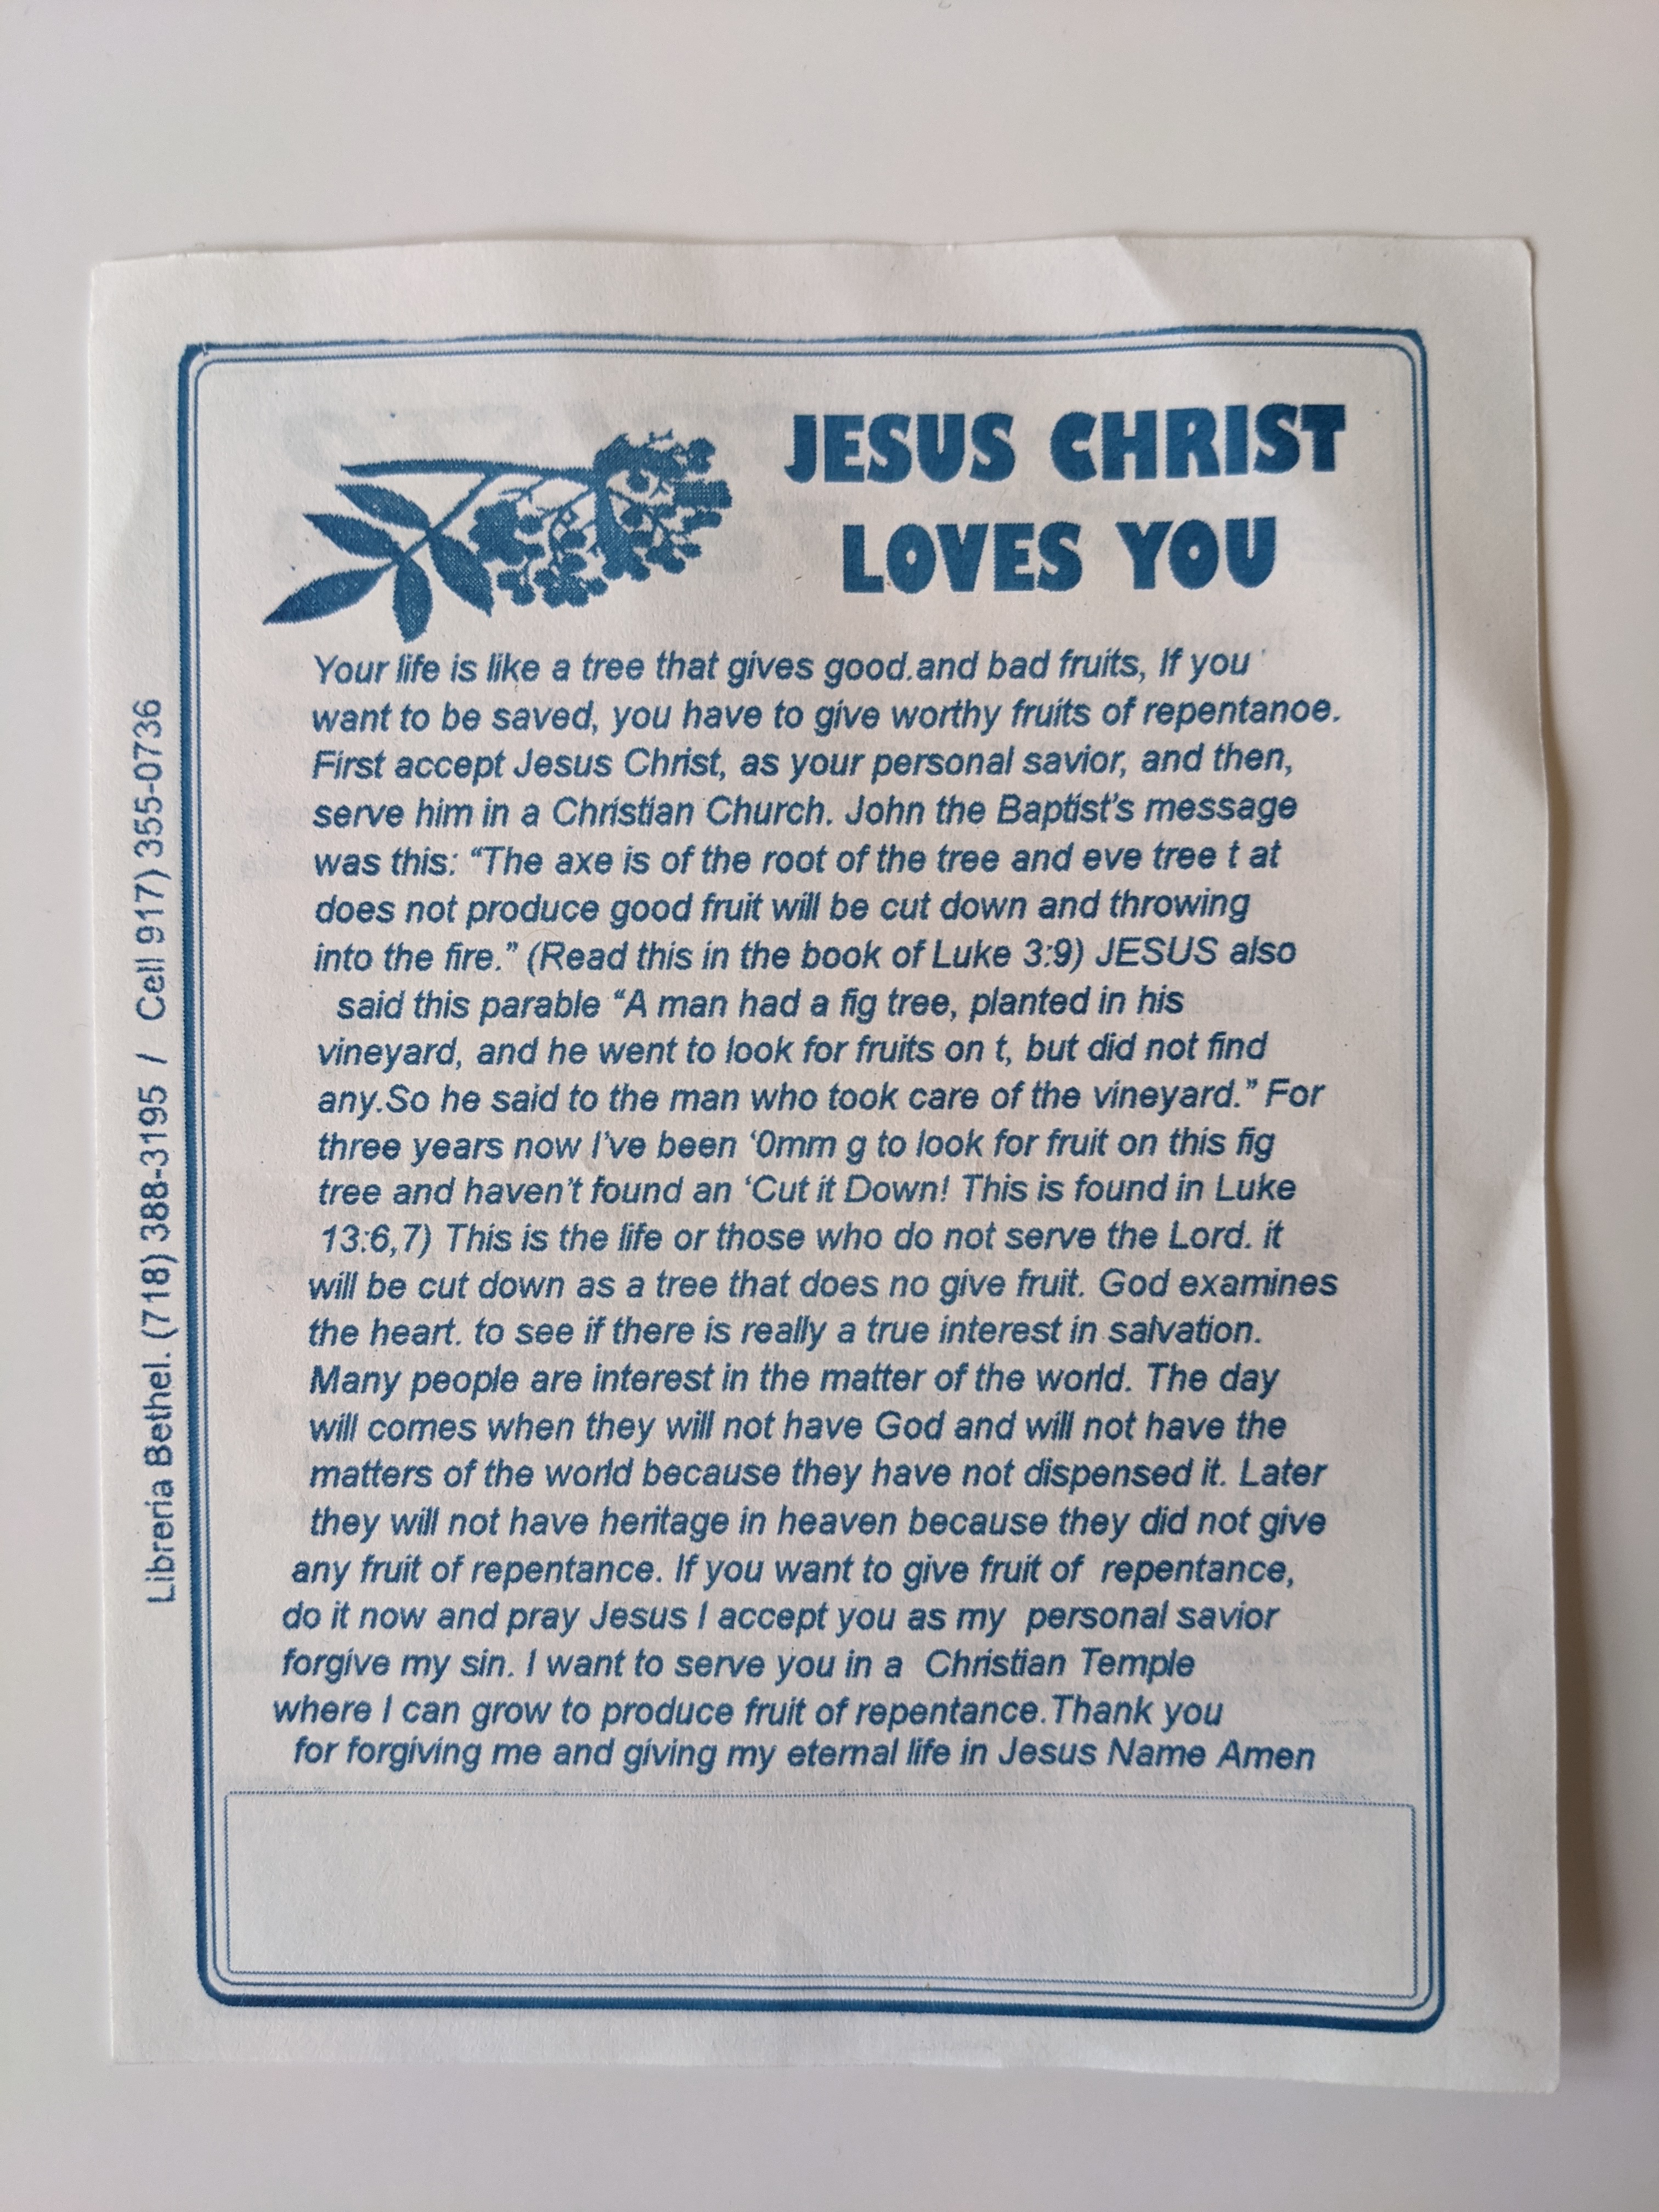 JESUS CHRIST
LOVES YOU
Your life is like a tree that gives good.and bad fruits, If you
want to be saved, you have to give worthy fruits of repentanoe.
First accept Jesus Christ, as your personal savior, and then,
serve him in a Christian Church. John the Baptist's message
was this: “The axe is of the root of the tree and eve tree t at
does not produce good fruit will be cut down and throwing
into the fire.” (Read this in the book of Luke 3:9) JESUS also
said this parable “A man had a fig tree, planted in his
vineyard, and he went to look for fruits on t, but did not find
any.So he said to the man who took care of the vineyard.” For
three years now I've been ‘0mm g to look for fruit on this fig
tree and haven't found an ‘Cut it Down! This is found in Luke
13:6,7) This is the life or those who do not serve the Lord. it
will be cut down as a tree that does no give fruit. God examines
the heart. to see if there is really a true interest in salvation.
Many people are interest in the matter of the world. The day
will comes when they will not have God and will not have the
matters of the world because they have not dispensed it. Later
they will not have heritage in heaven because they did not give
any fruit of repentance. If you want to give fruit of repentance,
do it now and pray Jesus I accept you as my personal savior
forgive my sin. I want to serve you in a Christian Temple
where I can grow to produce fruit of repentance.Thank you
for forgiving me and giving my eternal life in Jesus Name Amen
Libreria Bethel. (718) 388-3195 / Cell 917) 355-0736